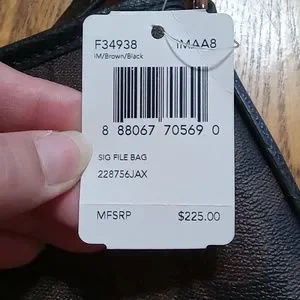 F34938 IMAA8
IM/Brown/Black
8 88067 70569 0
SIG FILE BAG
228756JAX
MFSRP $225.00